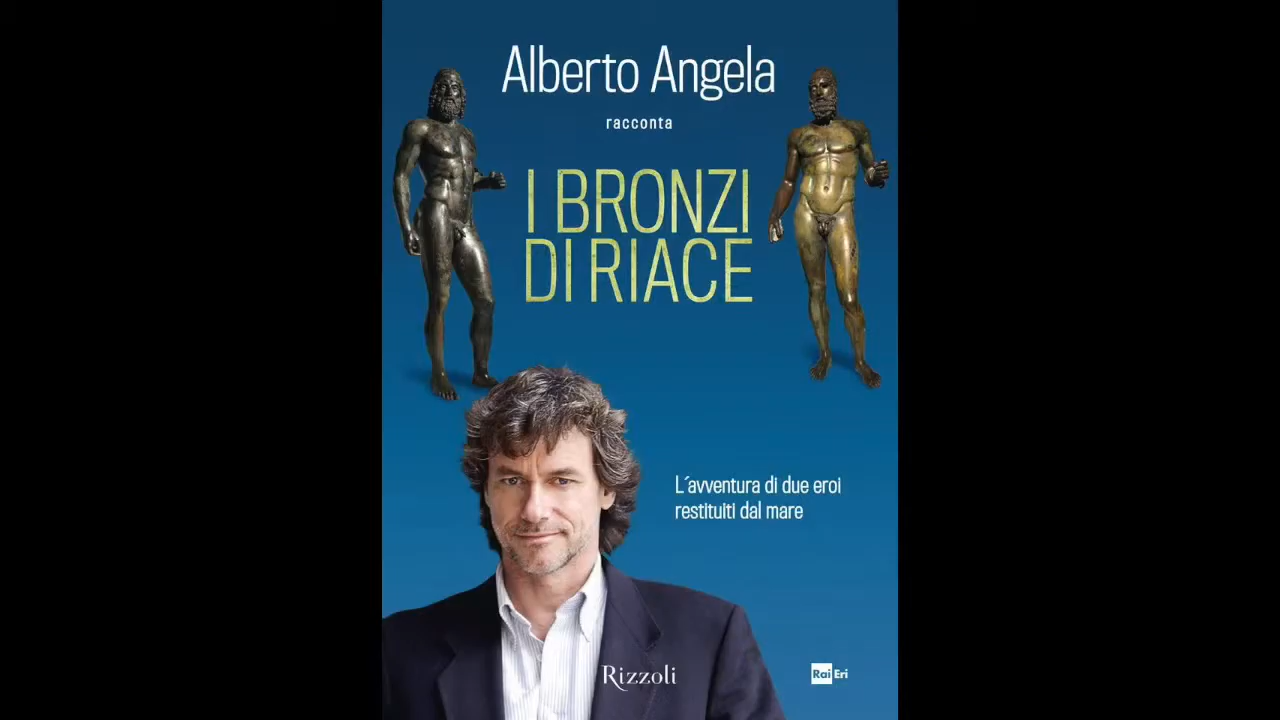 Alberto Angela
racconta
I BRONZI
DI RIACE
L´avventura di due eroi
restituiti dal mare
Rizzoli
Rai Eri